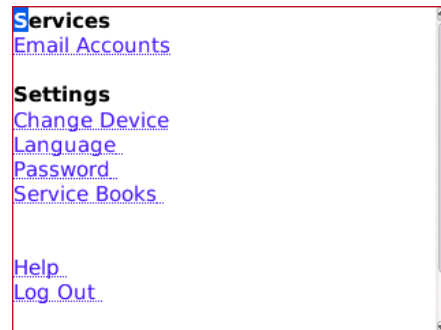 Services
Email Accounts
Settings
Change Device
Language
Password
Service Books
Help
Log Out